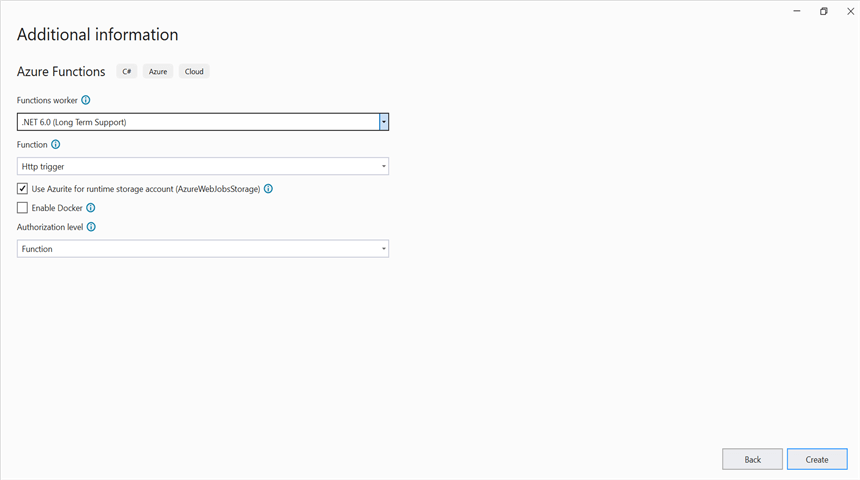 Additional information
Azure Functions C# Azure Cloud
Functions worker
.NET 6.0 (Long Term Support)
Function
Http trigger
Use Azurite for runtime storage account (AzureWebJobsStorage)
Enable Docker
Authorization level
Function
Back Create